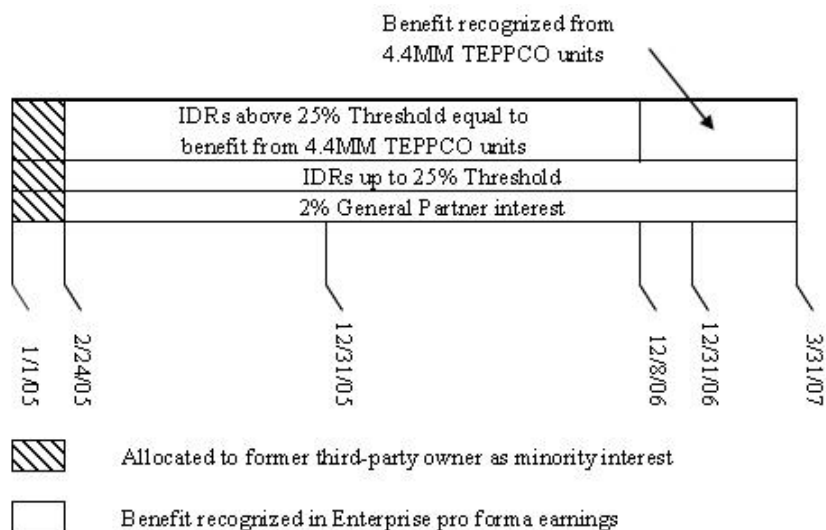 Benefit recognized from
4.4MM TEPPCO units
IDRs above 25% Threshold equal to
benefit from 4.4MM TEPPCO units
IDRs up to 25% Threshold
2% General Partner interest
1/1/05
2/24/05
12/31/05
12/8/06
12/31/06
3/31/07
Allocated to former third-party owner as minority interest
Benefit recognized in Enterprise pro forma earnings